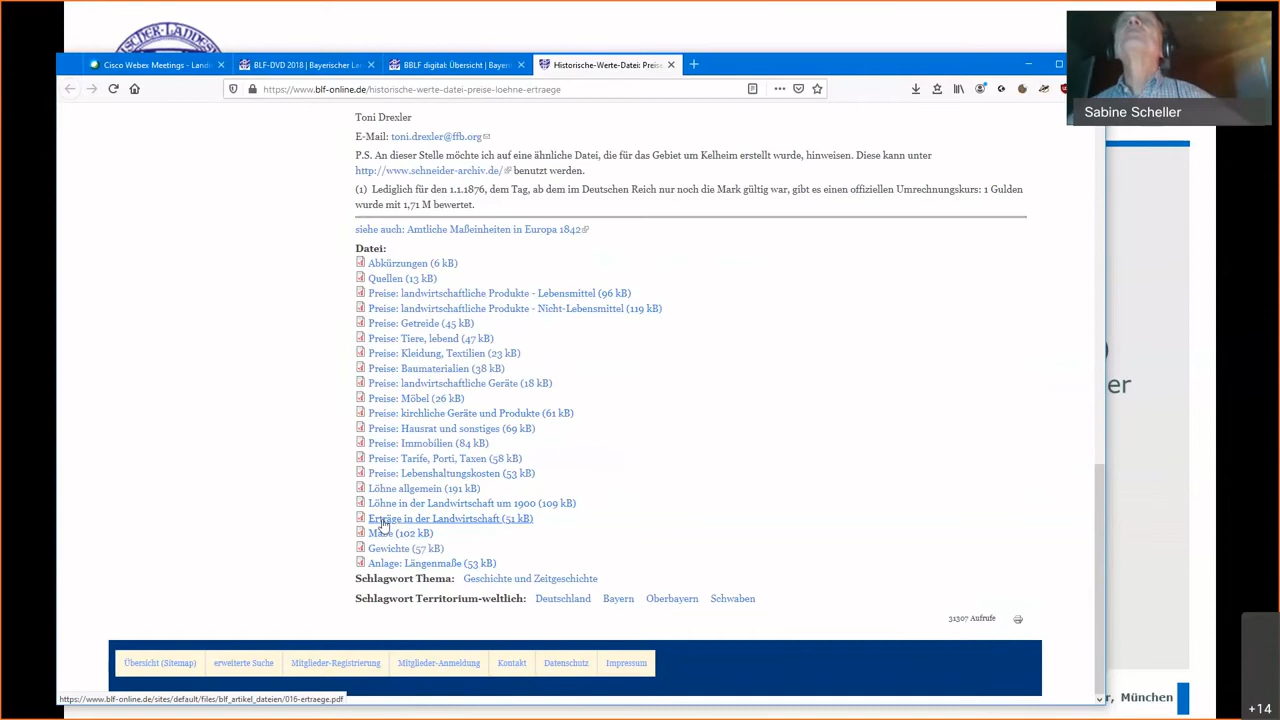 SCHER-LANDES
Cisco Webex Meetings - Landi
BLF-DVD 2018 | Bayerischer La
BBLF digital: Übersicht | Bayer
Historische-Werte-Datei: Preise
https://www.blf-online.de/historische-werte-datei-preise-loehne-ertraege
Sabine Scheller
Toni Drexler
E-Mail: toni.drexler@ffb.org
P.S. An dieser Stelle möchte ich auf eine ähnliche Datei, die für das Gebiet um Kelheim erstellt wurde, hinweisen. Diese kann unter
http://www.schneider-archiv.de/ benutzt werden.
(1) Lediglich für den 1.1.1876, dem Tag, ab dem im Deutschen Reich nur noch die Mark gültig war, gibt es einen offiziellen Umrechnungskurs: 1 Gulden
wurde mit 1,71 M bewertet.
siehe auch: Amtliche Maßeinheiten in Europa 1842
Datei:
Abkürzungen (6 kB)
Quellen (13 kB)
Preise: landwirtschaftliche Produkte - Lebensmittel (96 kB)
Preise: landwirtschaftliche Produkte - Nicht-Lebensmittel (119 kB)
Preise: Getreide (45 kB)
Preise: Tiere, lebend (47 kB)
Preise: Kleidung, Textilien (23 kB)
Preise: Baumaterialien (38 kB)
Preise: landwirtschaftliche Geräte (18 kB)
Preise: Möbel (26 kB)
Preise: kirchliche Geräte und Produkte (61 kB)
Preise: Hausrat und sonstiges (69 kB)
Preise: Immobilien (84 kB)
Preise: Tarife, Porti, Taxen (58 kB)
Preise: Lebenshaltungskosten (53 kB)
Löhne allgemein (191 kB)
Löhne in der Landwirtschaft um 1900 (109 kB)
Erträge in der Landwirtschaft (51 kB)
Maße (102 kB)
Gewichte (57 kB)
Anlage: Längenmaße (53 kB)
Schlagwort Thema: Geschichte und Zeitgeschichte
Schlagwort Territorium-weltlich: Deutschland Bayern Oberbayern Schwaben
31307 Aufrufe
Übersicht (Sitemap) erweiterte Suche Mitglieder-Registrierung Mitglieder-Anmeldung Kontakt Datenschutz Impressum
https://www.blf-online.de/sites/default/files/blf_artikel_dateien/016-ertraege.pdf
er
r, München
+14